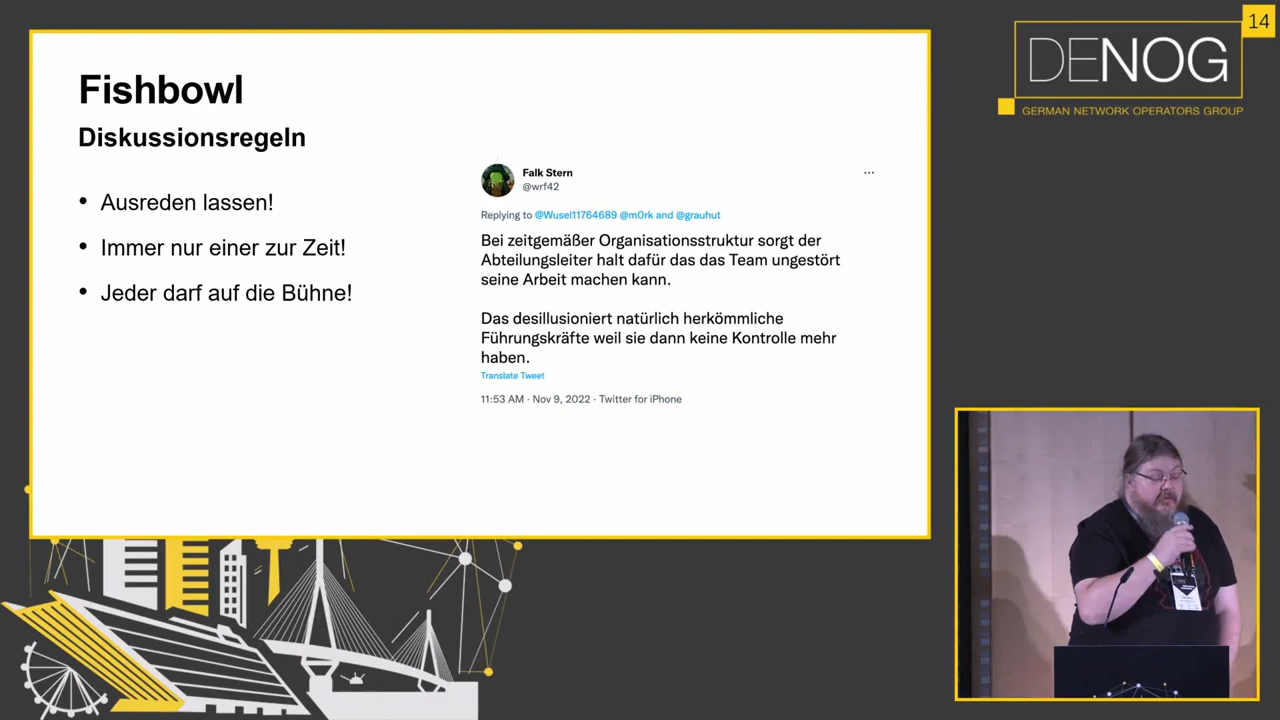 Fishbowl
Diskussionsregeln
• Ausreden lassen!
• Immer nur einer zur Zeit!
• Jeder darf auf die Bühne!
Falk Stern
@wrf42
...
Replying to @Wusel11764689 @m0rk and @grauhut
Bei zeitgemäßer Organisationsstruktur sorgt der
Abteilungsleiter halt dafür das das Team ungestört
seine Arbeit machen kann.
Das desillusioniert natürlich herkömmliche
Führungskräfte weil sie dann keine Kontrolle mehr
haben.
Translate Tweet
11:53 AM · Nov 9, 2022 · Twitter for iPhone
14
DENOG
GERMAN NETWORK OPERATORS GROUP